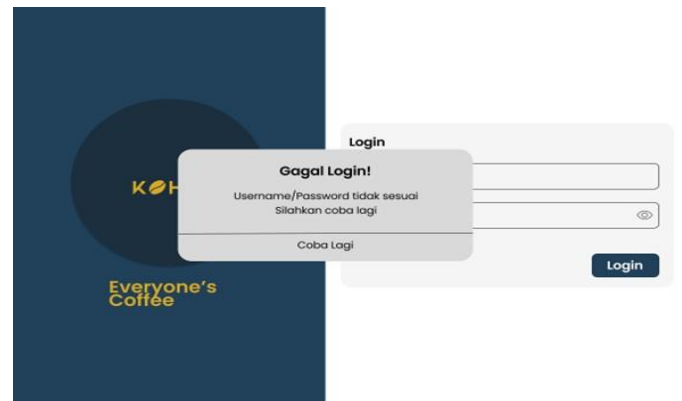 Login
Gagal Login!
Username/Password tidak sesuai
Silahkan coba lagi
Coba Lagi
Login
Everyone's
Coffee